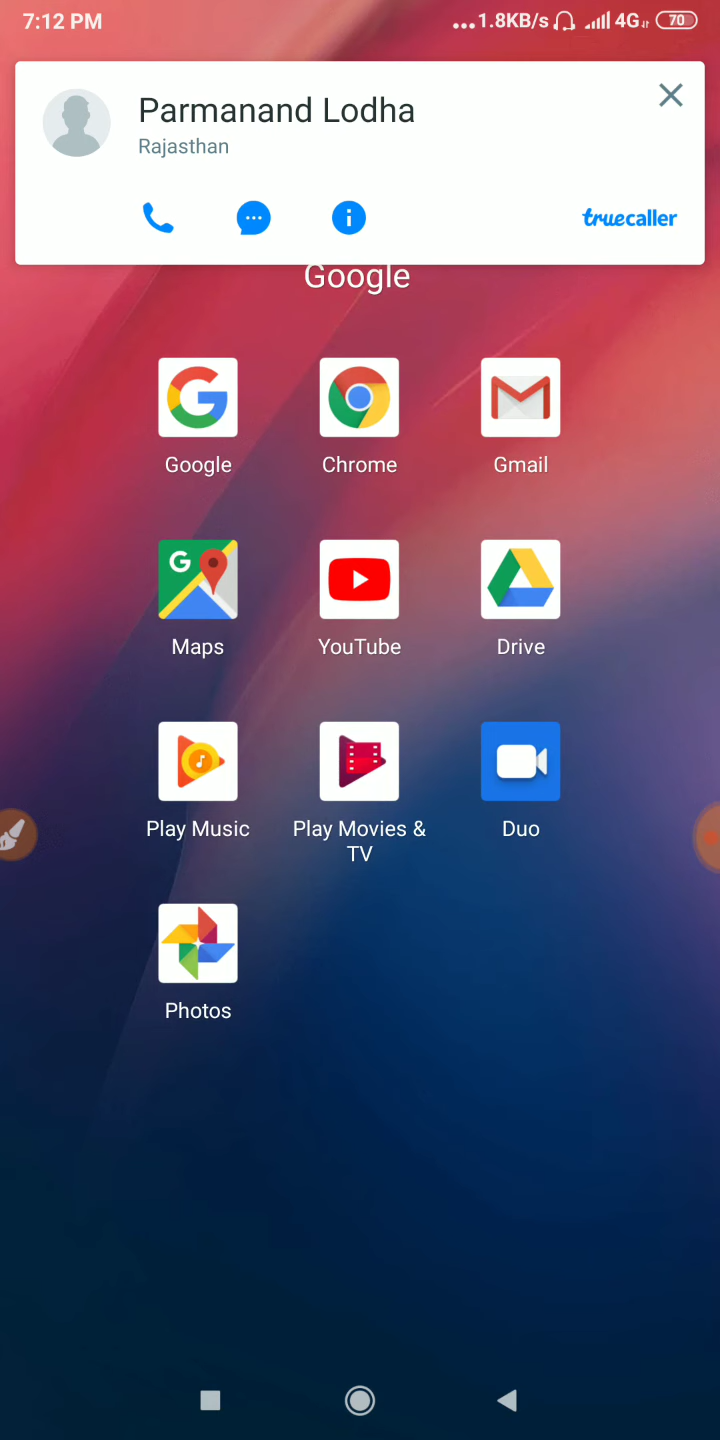 7:12 PM
...1.8KB/s 4G 70
Parmanand Lodha
Rajasthan
truecaller
Google
Google Chrome Gmail
G
Maps YouTube Drive
Play Music Play Movies & TV Duo
Photos